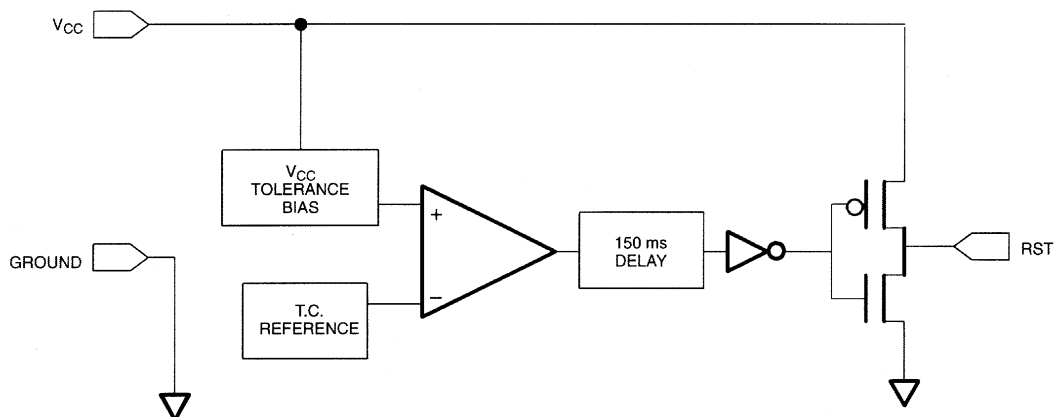 VCC
VCC
TOLERANCE
BIAS
+
150 ms
DELAY
RST
GROUND
−
T.C.
REFERENCE